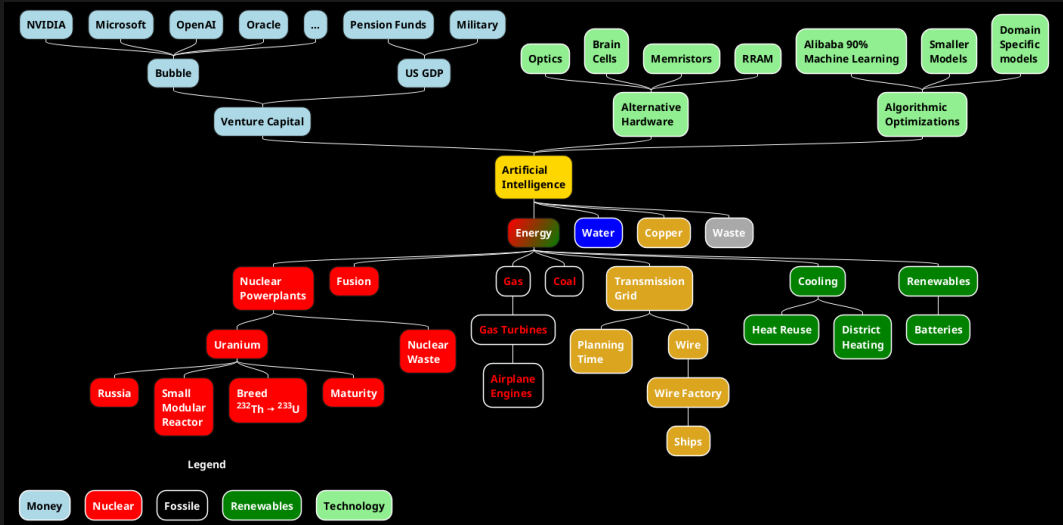 NVIDIA
Microsoft
OpenAI
Oracle
...
Pension Funds
Military
Bubble
US GDP
Venture Capital
Optics
Brain
Cells
Memristors
RRAM
Alternative
Hardware
Alibaba 90%
Machine Learning
Smaller
Models
Domain
Specific
models
Algorithmic
Optimizations
Artificial
Intelligence
Energy
Water
Copper
Waste
Nuclear
Powerplants
Fusion
Gas
Coal
Transmission
Grid
Cooling
Renewables
Uranium
Nuclear
Waste
Gas Turbines
Planning
Time
Wire
Heat Reuse
District
Heating
Batteries
Russia
Small
Modular
Reactor
Breed
²³²Th → ²³³U
Maturity
Airplane
Engines
Wire Factory
Ships
Legend
Money
Nuclear
Fossile
Renewables
Technology